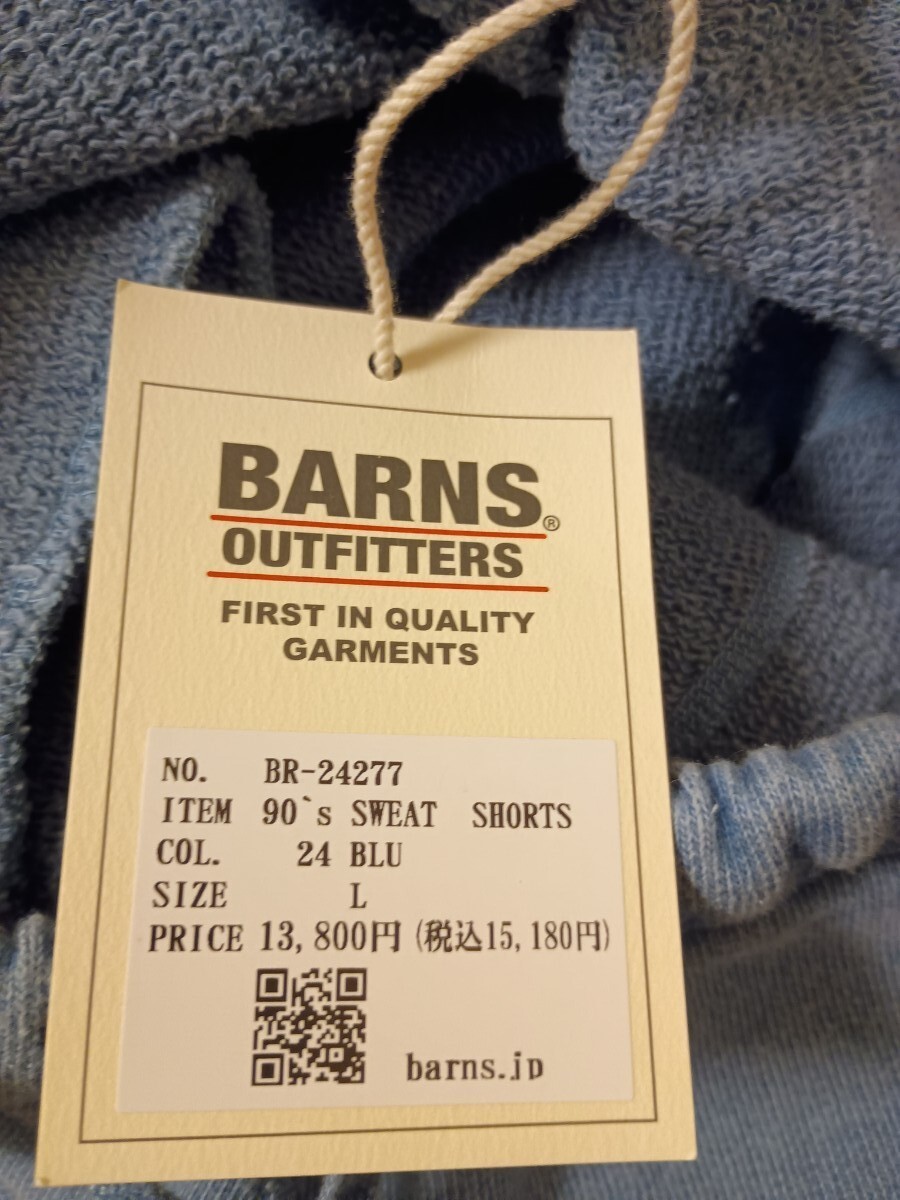 BARNS®
OUTFITTERS
FIRST IN QUALITY
GARMENTS
NO. BR-24277
ITEM 90`s SWEAT SHORTS
COL. 24 BLU
SIZE L
PRICE 13,800円 (税込15,180円)
barns.jp